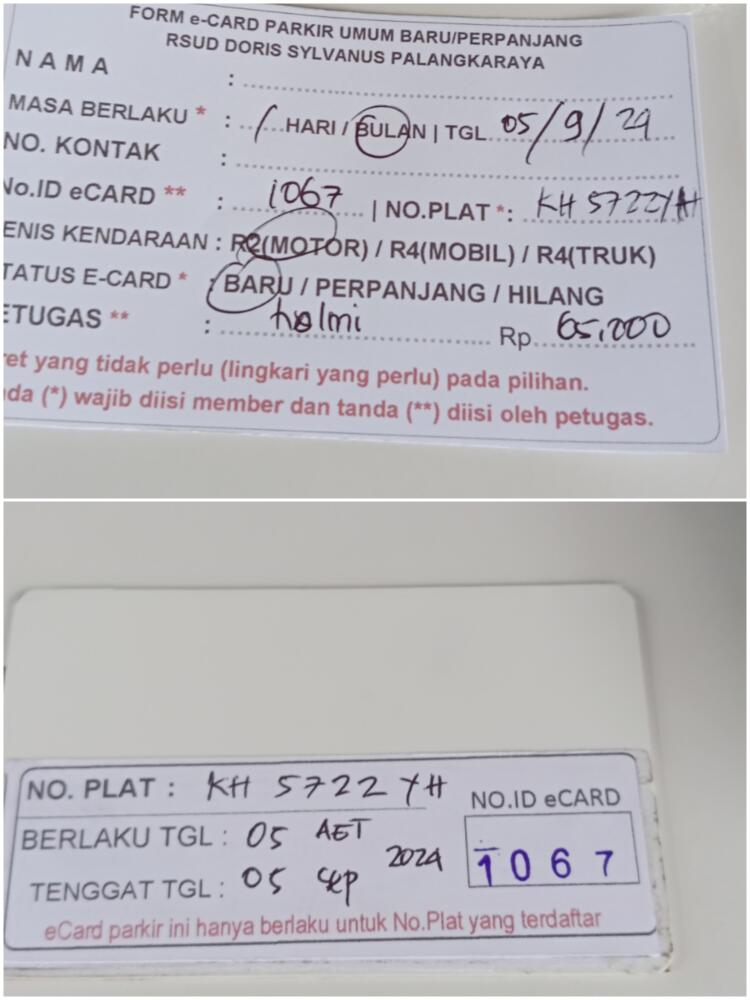 FORM e-CARD PARKIR UMUM BARU/PERPANJANG
RSUD DORIS SYLVANUS PALANGKARAYA
N A M A :
MASA BERLAKU * : 1 HARI / BULAN | TGL 05/9/24
NO. KONTAK :
No.ID eCARD ** : 1067 | NO.PLAT *: KH 5722 YH
ENIS KENDARAAN : R2(MOTOR) / R4(MOBIL) / R4(TRUK)
TATUS E-CARD * : BARU / PERPANJANG / HILANG
ETUGAS ** : helmi Rp 65,000
ret yang tidak perlu (lingkari yang perlu) pada pilihan.
nda (*) wajib diisi member dan tanda (**) diisi oleh petugas.
NO. PLAT : KH 5722 YH
NO.ID eCARD
BERLAKU TGL : 05 AGT
2024
1067
TENGGAT TGL : 05 Sep
eCard parkir ini hanya berlaku untuk No.Plat yang terdaftar